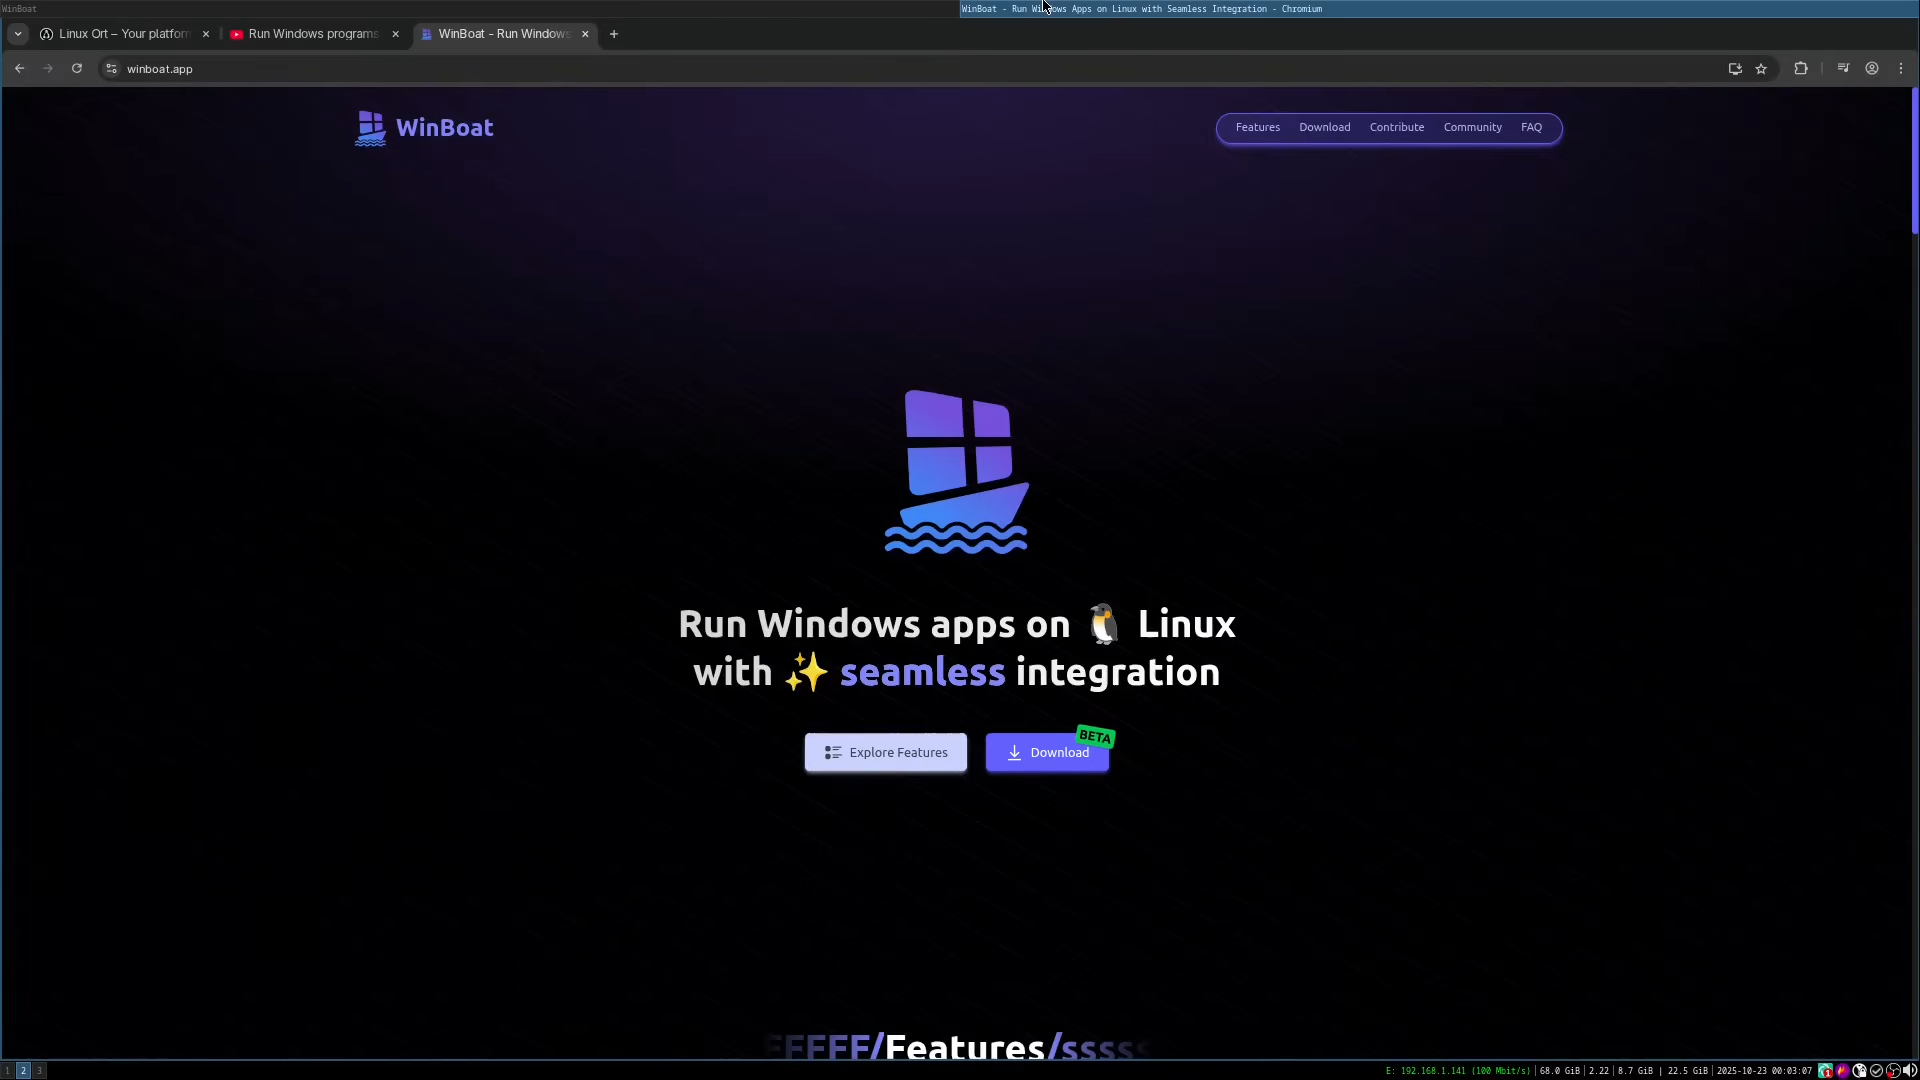 WinBoat
WinBoat - Run Windows Apps on Linux with Seamless Integration - Chromium
Linux Ort – Your platforn
Run Windows programs
WinBoat - Run Windows
winboat.app
WinBoat
Features
Download
Contribute
Community
FAQ
Run Windows apps on 🐧 Linux
with ✨ seamless integration
Explore Features
Download
BETA
FFFFF/Features/sssss
1 2 3
E: 192.168.1.141 (100 Mbit/s) | 68.0 GiB | 2.22 | 8.7 GiB | 22.5 GiB | 2025-10-23 00:03:07